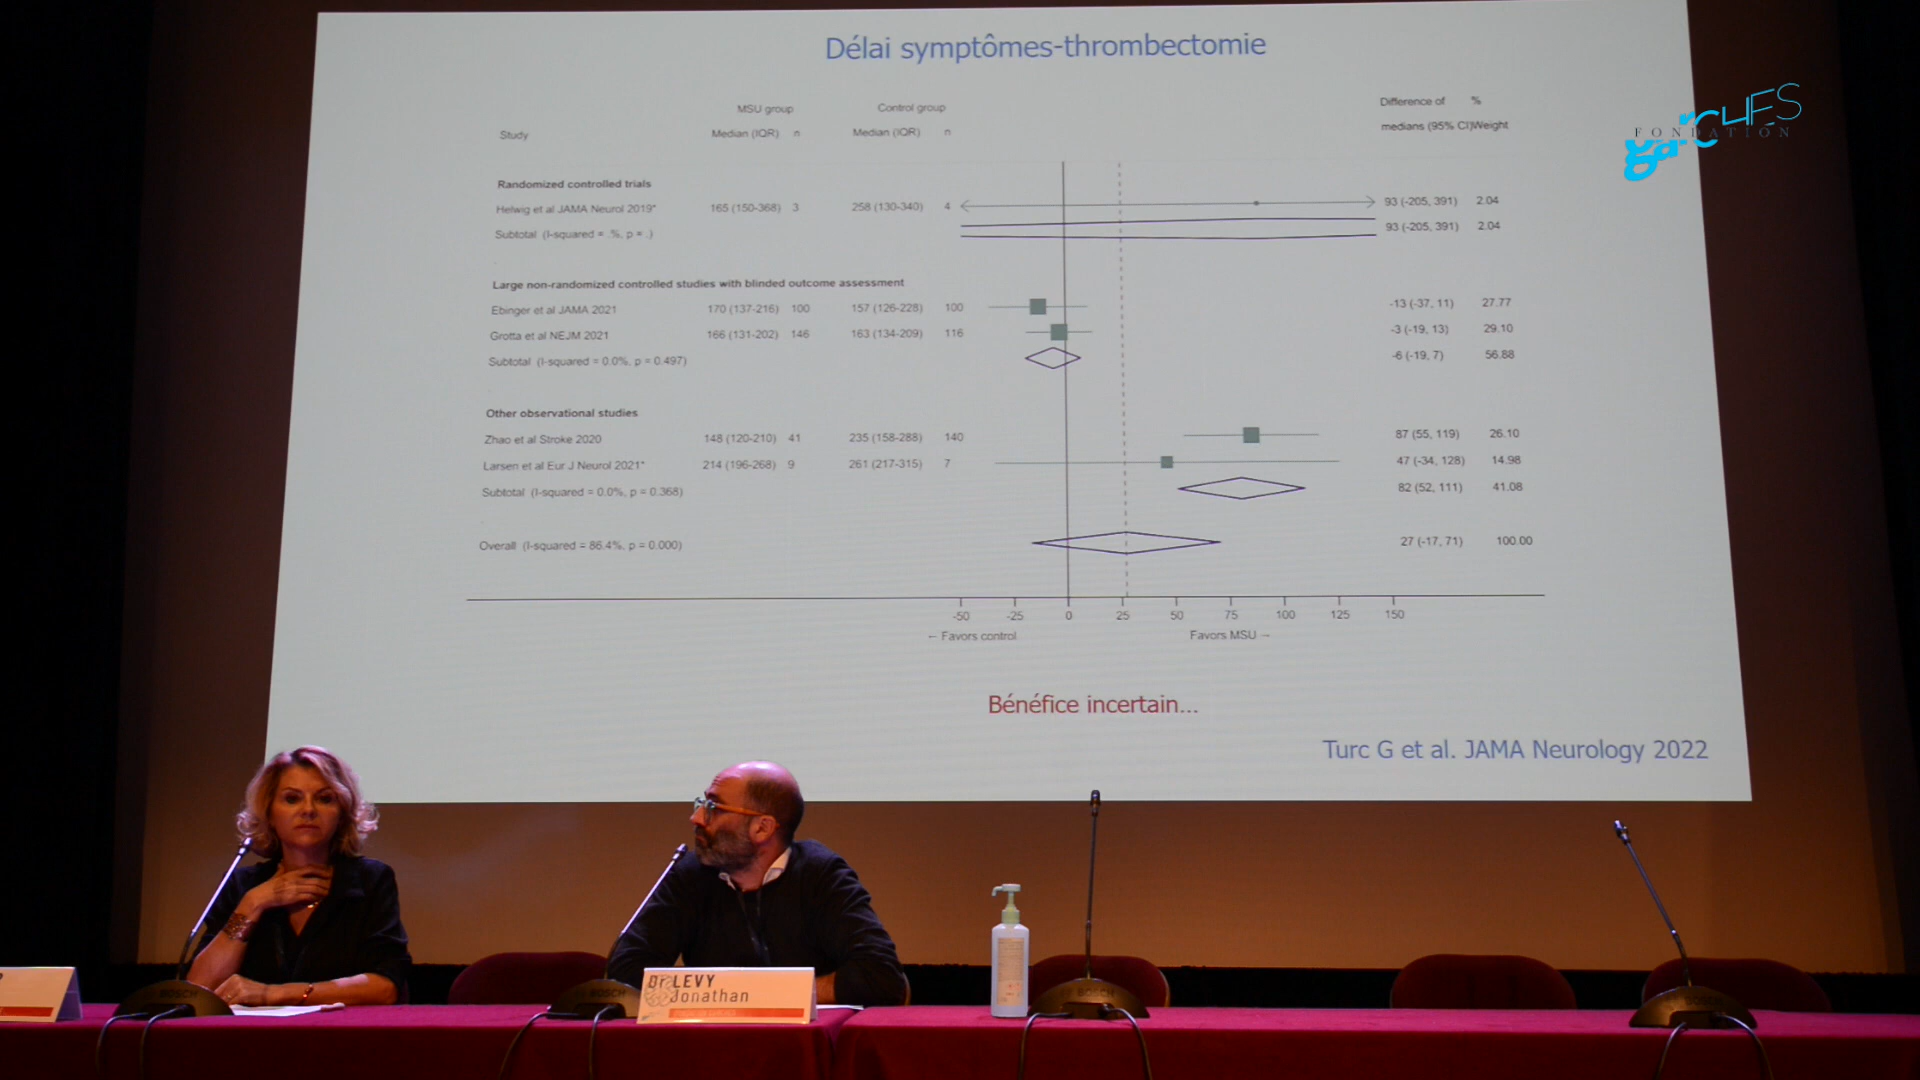 Délai symptômes-thrombectomie
MSU group Control group Difference of %
Study Median (IQR) n Median (IQR) n medians (95% CI)Weight
Randomized controlled trials
Helwig et al JAMA Neurol 2019* 165 (150-368) 3 258 (130-340) 4 93 (-205, 391) 2.04
Subtotal (I-squared = .%, p = .) 93 (-205, 391) 2.04
Large non-randomized controlled studies with blinded outcome assessment
Ebinger et al JAMA 2021 170 (137-216) 100 157 (126-228) 100 -13 (-37, 11) 27.77
Grotta et al NEJM 2021 166 (131-202) 146 163 (134-209) 116 -3 (-19, 13) 29.10
Subtotal (I-squared = 0.0%, p = 0.497) -6 (-19, 7) 56.88
Other observational studies
Zhao et al Stroke 2020 148 (120-210) 41 235 (158-288) 140 87 (55, 119) 26.10
Larsen et al Eur J Neurol 2021* 214 (196-268) 9 261 (217-315) 7 47 (-34, 128) 14.98
Subtotal (I-squared = 0.0%, p = 0.368) 82 (52, 111) 41.08
Overall (I-squared = 86.4%, p = 0.000) 27 (-17, 71) 100.00
-50 -25 0 25 50 75 100 125 150
← Favors control Favors MSU →
Bénéfice incertain...
Turc G et al. JAMA Neurology 2022
garCHES
FONDATION
Dr LEVY
Jonathan
BOSCH
BOSCH
BOSCH